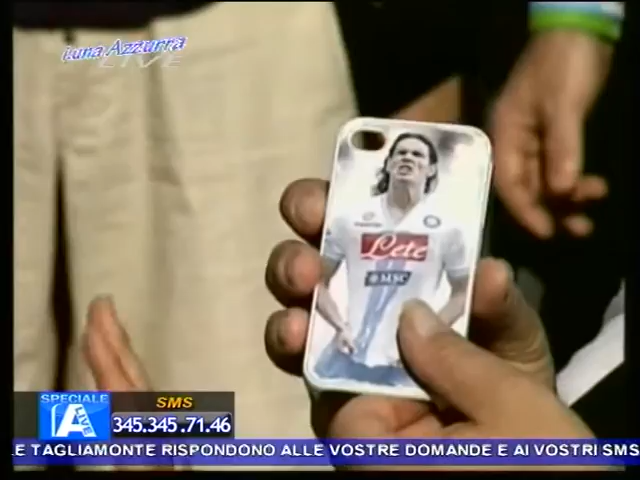 Luna Azzurra
LIVE
Lete
MSC
SPECIALE
A LIVE
SMS
345.345.71.46
E TAGLIAMONTE RISPONDONO ALLE VOSTRE DOMANDE E AI VOSTRI SMS